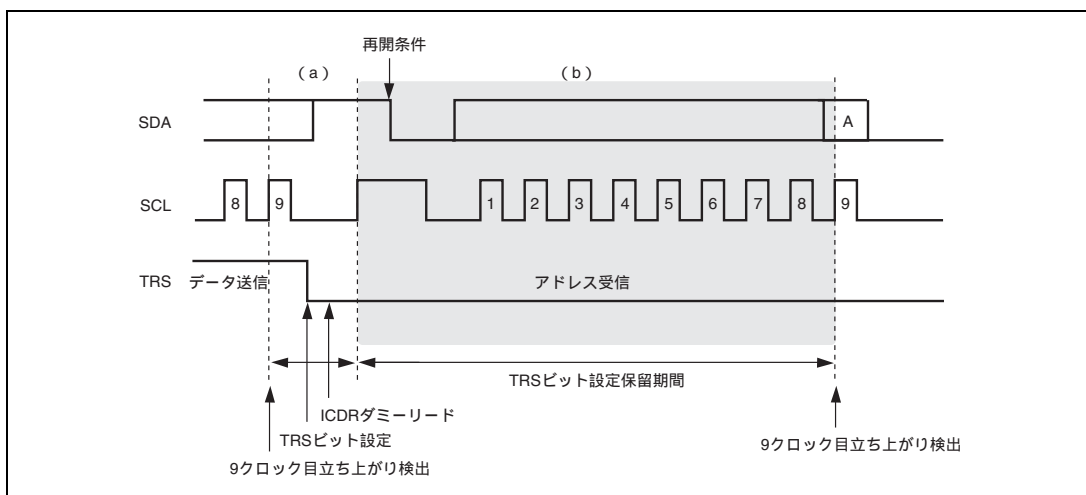 再開条件
(a) (b)
SDA A
SCL 8 9 1 2 3 4 5 6 7 8 9
TRS データ送信 アドレス受信
TRSビット設定保留期間
ICDRダミーリード
TRSビット設定
9クロック目立ち上がり検出 9クロック目立ち上がり検出